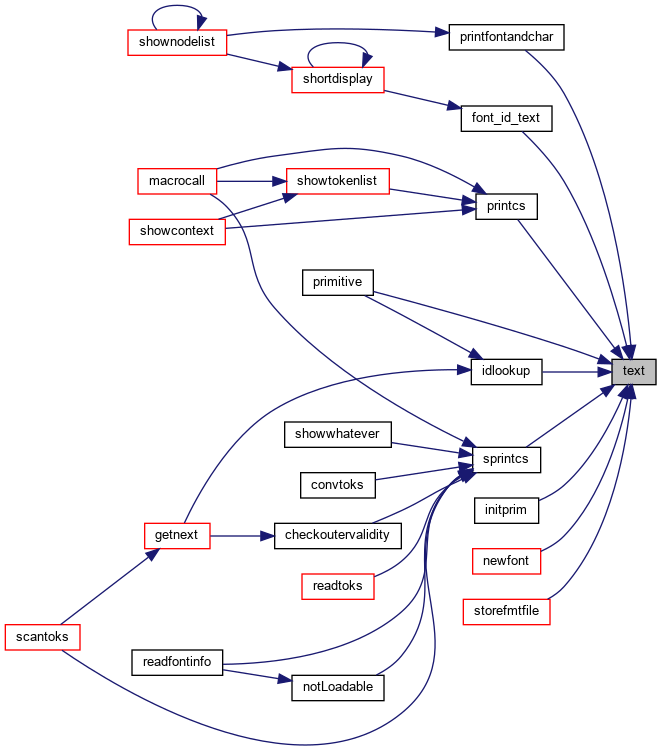 printfontandchar
shownodelist
shortdisplay
font_id_text
macrocall
showtokenlist
printcs
showcontext
primitive
idlookup
text
showwhatever
sprintcs
convtoks
initprim
getnext
checkoutervalidity
newfont
readtoks
storefmtfile
scantoks
readfontinfo
notLoadable